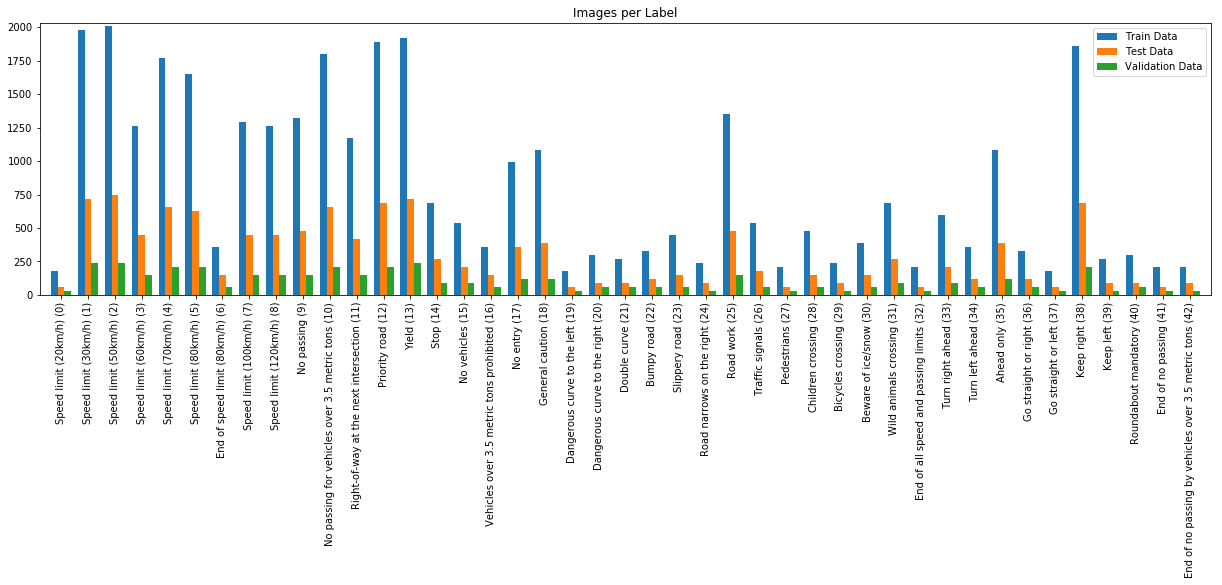 Images per Label
Train Data
Test Data
Validation Data
2000
1750
1500
1250
1000
750
500
250
0
Speed limit (20km/h) (0)
Speed limit (30km/h) (1)
Speed limit (50km/h) (2)
Speed limit (60km/h) (3)
Speed limit (70km/h) (4)
Speed limit (80km/h) (5)
End of speed limit (80km/h) (6)
Speed limit (100km/h) (7)
Speed limit (120km/h) (8)
No passing (9)
No passing for vehicles over 3.5 metric tons (10)
Right-of-way at the next intersection (11)
Priority road (12)
Yield (13)
Stop (14)
No vehicles (15)
Vehicles over 3.5 metric tons prohibited (16)
No entry (17)
General caution (18)
Dangerous curve to the left (19)
Dangerous curve to the right (20)
Double curve (21)
Bumpy road (22)
Slippery road (23)
Road narrows on the right (24)
Road work (25)
Traffic signals (26)
Pedestrians (27)
Children crossing (28)
Bicycles crossing (29)
Beware of ice/snow (30)
Wild animals crossing (31)
End of all speed and passing limits (32)
Turn right ahead (33)
Turn left ahead (34)
Ahead only (35)
Go straight or right (36)
Go straight or left (37)
Keep right (38)
Keep left (39)
Roundabout mandatory (40)
End of no passing (41)
End of no passing by vehicles over 3.5 metric tons (42)